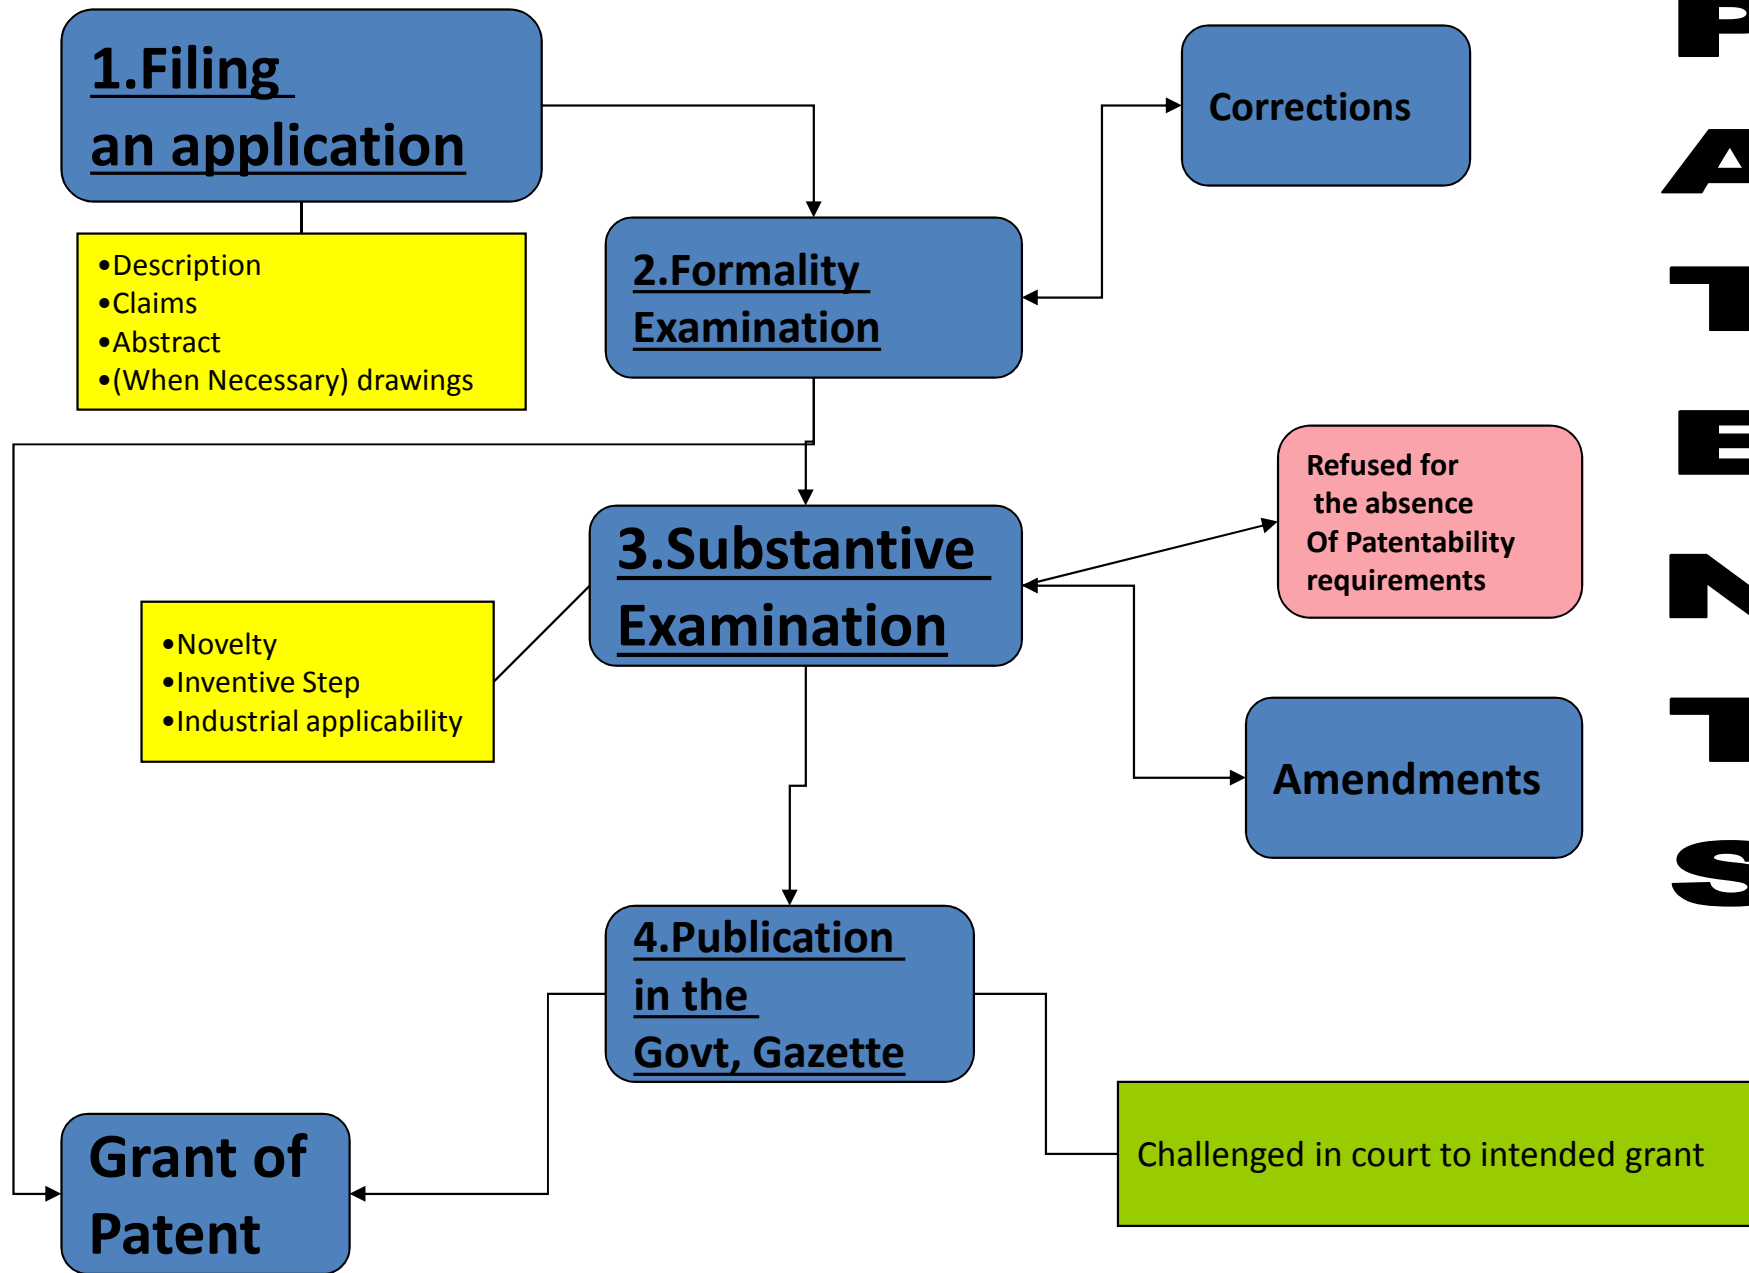 1.Filing
an application
•Description
•Claims
•Abstract
•(When Necessary) drawings
2.Formality
Examination
Corrections
3.Substantive
Examination
•Novelty
•Inventive Step
•Industrial applicability
Refused for
the absence
Of Patentability
requirements
Amendments
4.Publication
in the
Govt, Gazette
Challenged in court to intended grant
Grant of
Patent
P
A
T
E
N
T
S